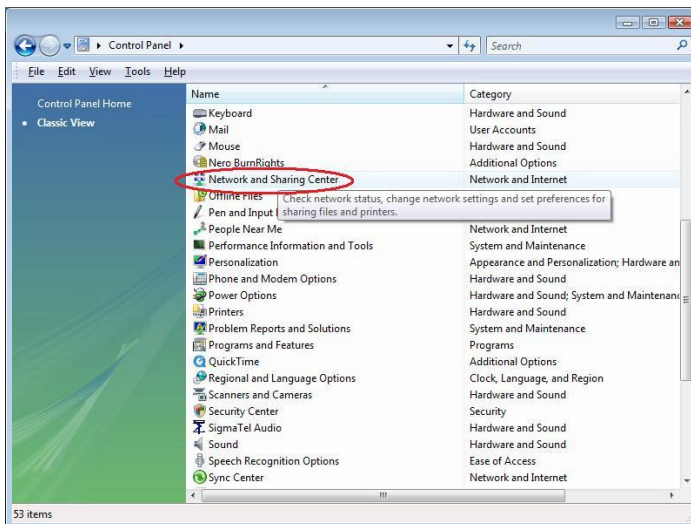 Control Panel
Search
File Edit View Tools Help
Control Panel Home
Classic View
Name Category
Keyboard Hardware and Sound
Mail User Accounts
Mouse Hardware and Sound
Nero BurnRights Additional Options
Network and Sharing Center Network and Internet
Offline Files
Check network status, change network settings and set preferences for
Pen and Input
sharing files and printers.
People Near Me Network and Internet
Performance Information and Tools System and Maintenance
Personalization Appearance and Personalization; Hardware an
Phone and Modem Options Hardware and Sound
Power Options Hardware and Sound; System and Maintenanc
Printers Hardware and Sound
Problem Reports and Solutions System and Maintenance
Programs and Features Programs
QuickTime Additional Options
Regional and Language Options Clock, Language, and Region
Scanners and Cameras Hardware and Sound
Security Center Security
SigmaTel Audio Hardware and Sound
Sound Hardware and Sound
Speech Recognition Options Ease of Access
Sync Center Network and Internet
53 items